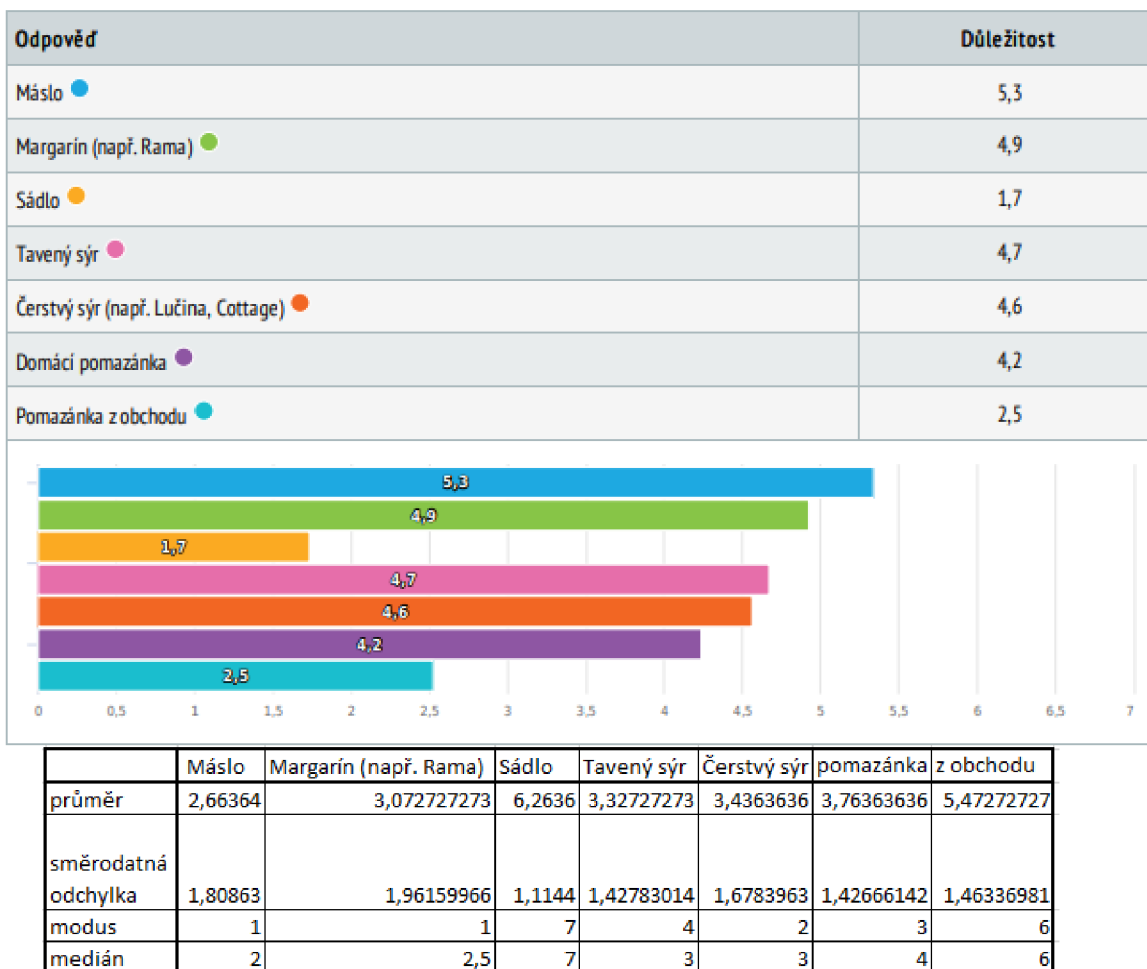 Odpověď Důležitost
Máslo 5,3
Margarín (např. Rama) 4,9
Sádlo 1,7
Tavený sýr 4,7
Čerstvý sýr (např. Lučina, Cottage) 4,6
Domácí pomazánka 4,2
Pomazánka z obchodu 2,5
5,3
4,9
1,7
4,7
4,6
4,2
2,5
0 0,5 1 1,5 2 2,5 3 3,5 4 4,5 5 5,5 6 6,5 7
Máslo Margarín (např. Rama) Sádlo Tavený sýr Čerstvý sýr pomazánka z obchodu
průměr 2,66364 3,072727273 6,2636 3,32727273 3,4363636 3,76363636 5,47272727
směrodatná
odchylka 1,80863 1,96159966 1,1144 1,42783014 1,6783963 1,42666142 1,46336981
modus 1 1 7 4 2 3 6
medián 2 2,5 7 3 3 4 6